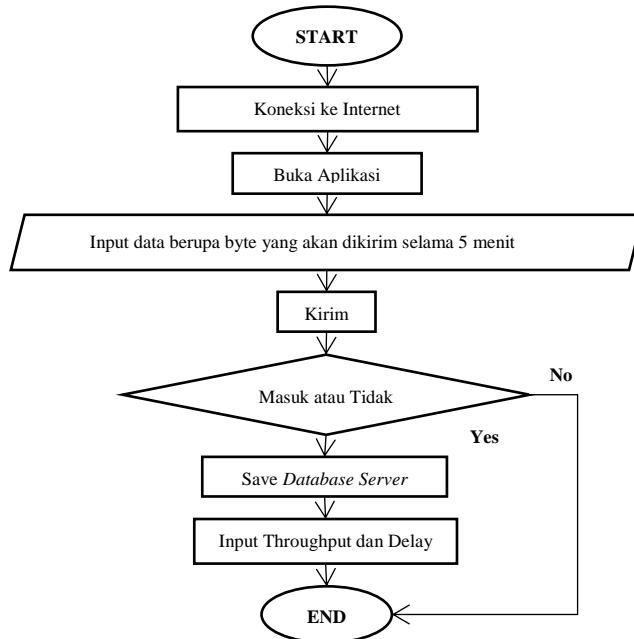 START
Koneksi ke Internet
Buka Aplikasi
Input data berupa byte yang akan dikirim selama 5 menit
Kirim
Masuk atau Tidak
No
Yes
Save Database Server
Input Throughput dan Delay
END